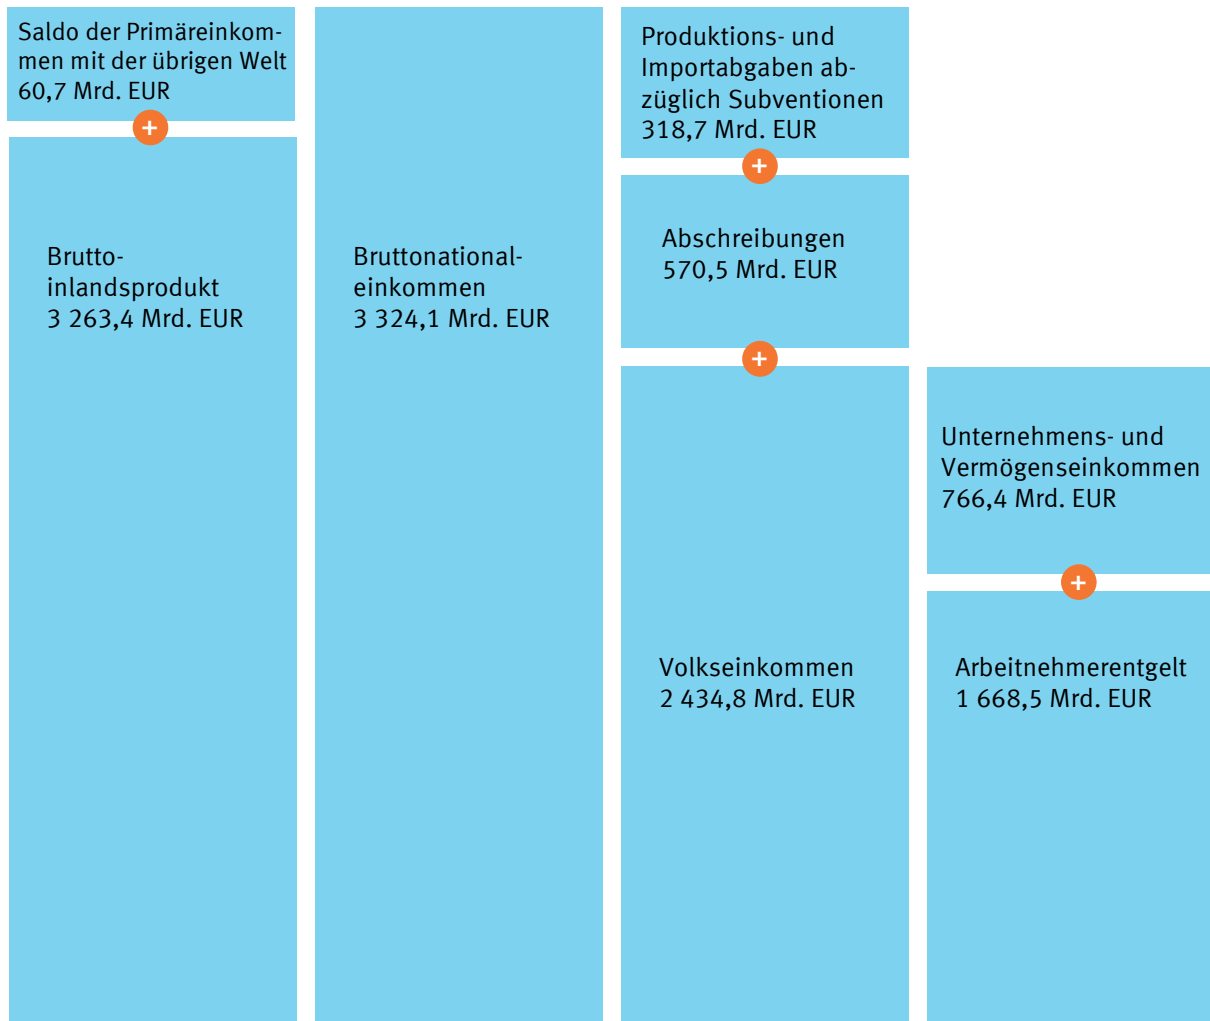 Saldo der Primäreinkom-
men mit der übrigen Welt
60,7 Mrd. EUR
+
Brutto-
inlandsprodukt
3 263,4 Mrd. EUR
Bruttonational-
einkommen
3 324,1 Mrd. EUR
Produktions- und
Importabgaben ab-
züglich Subventionen
318,7 Mrd. EUR
+
Abschreibungen
570,5 Mrd. EUR
+
Volkseinkommen
2 434,8 Mrd. EUR
Unternehmens- und
Vermögenseinkommen
766,4 Mrd. EUR
+
Arbeitnehmerentgelt
1 668,5 Mrd. EUR